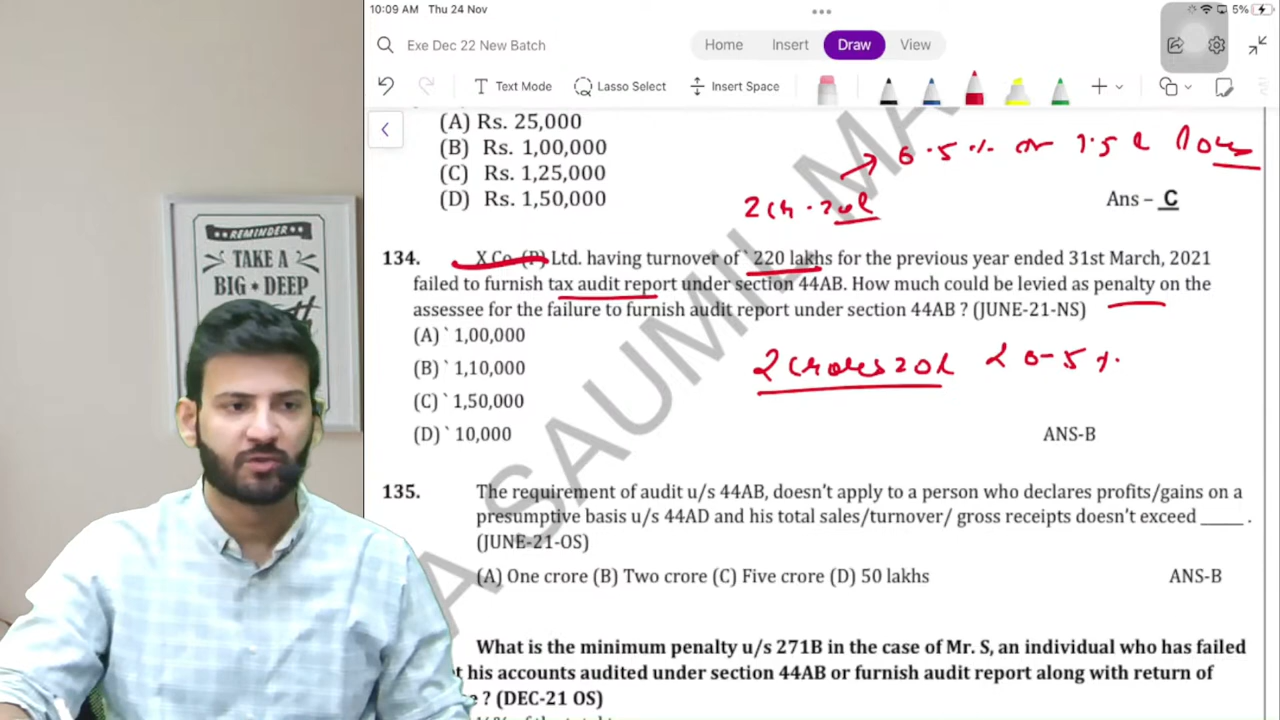 10:09 AM Thu 24 Nov
5%
Exe Dec 22 New Batch
Home Insert Draw View
Text Mode Lasso Select Insert Space
(A) Rs. 25,000
(B) Rs. 1,00,000
(C) Rs. 1,25,000
(D) Rs. 1,50,000
Ans – C
134. X Co. (P) Ltd. having turnover of ` 220 lakhs for the previous year ended 31st March, 2021
failed to furnish tax audit report under section 44AB. How much could be levied as penalty on the
assessee for the failure to furnish audit report under section 44AB ? (JUNE-21-NS)
(A) ` 1,00,000
(B) ` 1,10,000
(C) ` 1,50,000
(D) ` 10,000
2 crores 20L
ANS-B
135. The requirement of audit u/s 44AB, doesn't apply to a person who declares profits/gains on a
presumptive basis u/s 44AD and his total sales/turnover/ gross receipts doesn't exceed _____ .
(JUNE-21-OS)
(A) One crore (B) Two crore (C) Five crore (D) 50 lakhs
ANS-B
What is the minimum penalty u/s 271B in the case of Mr. S, an individual who has failed
his accounts audited under section 44AB or furnish audit report along with return of
? (DEC-21 OS)
REMINDER
TAKE A
BIG DEEP
A SAUMIL MA